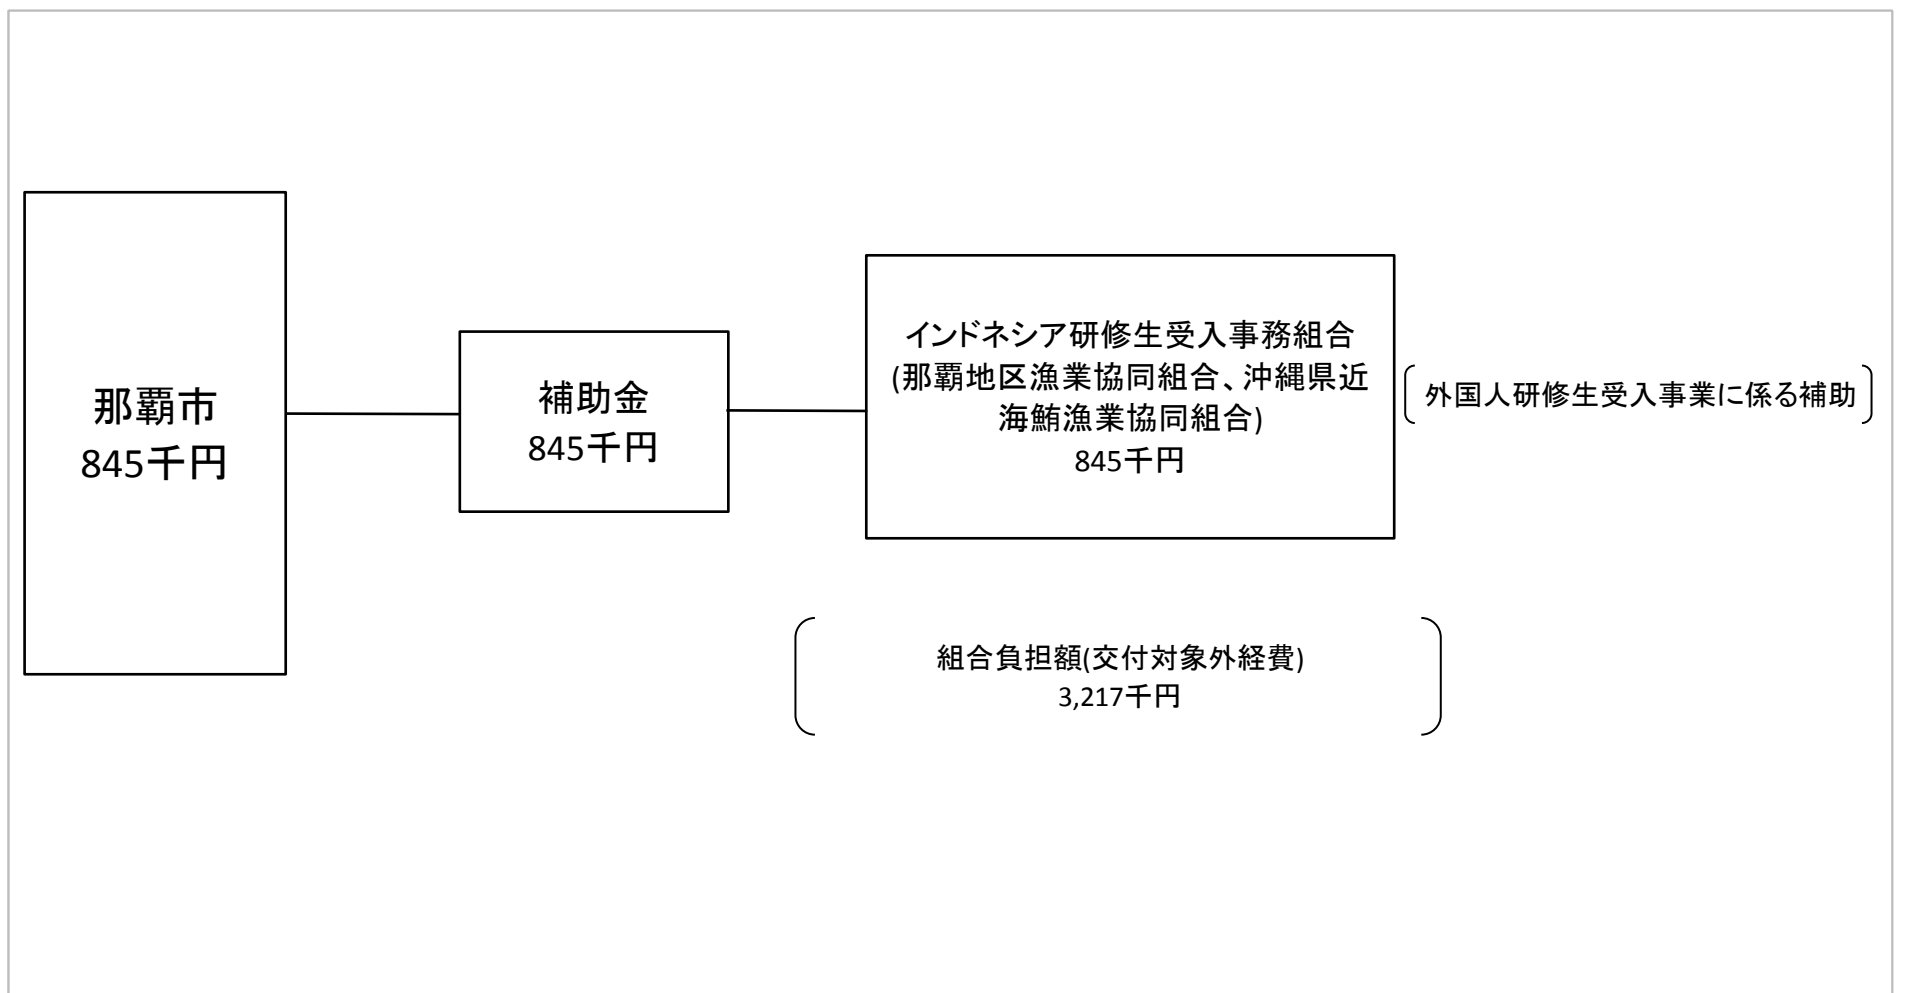 那覇市
845千円
補助金
845千円
インドネシア研修生受入事務組合
(那覇地区漁業協同組合、沖縄県近
海鮪漁業協同組合)
845千円
外国人研修生受入事業に係る補助
組合負担額(交付対象外経費)
3,217千円